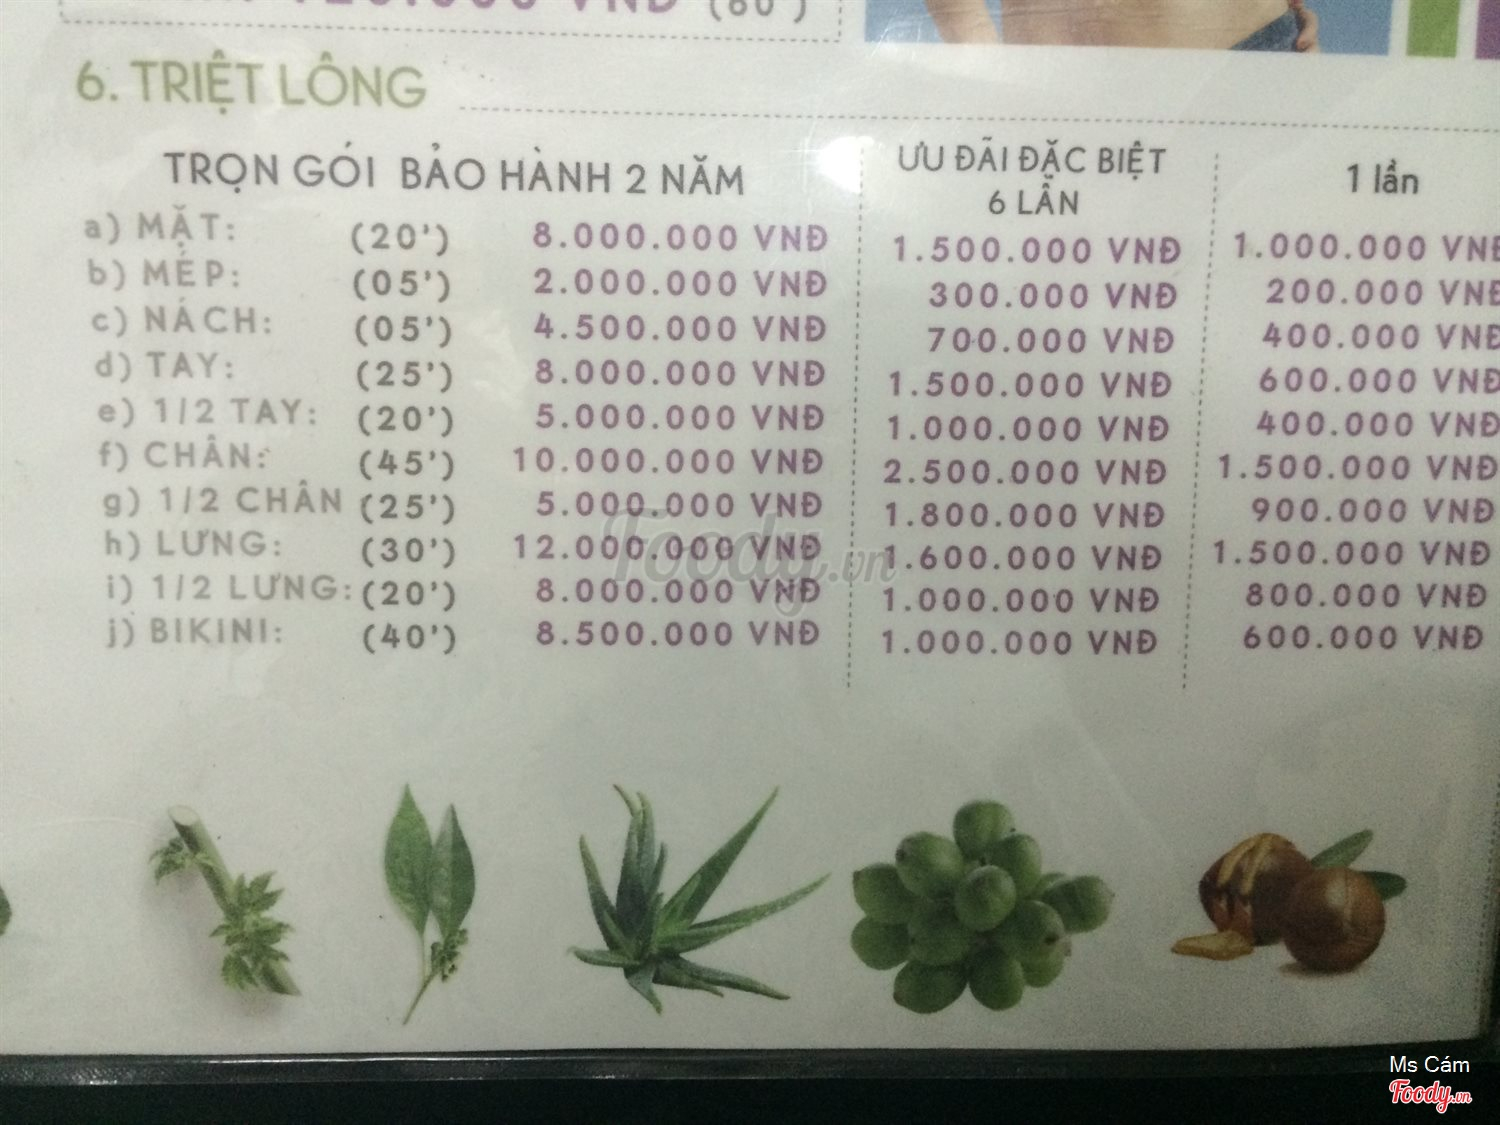 VNĐ (60')
6. TRIỆT LÔNG
TRỌN GÓI BẢO HÀNH 2 NĂM
ƯU ĐÃI ĐẶC BIỆT
6 LẦN
1 lần
a) MẶT: (20') 8.000.000 VNĐ 1.500.000 VNĐ 1.000.000 VNĐ
b) MÉP: (05') 2.000.000 VNĐ 300.000 VNĐ 200.000 VNĐ
c) NÁCH: (05') 4.500.000 VNĐ 700.000 VNĐ 400.000 VNĐ
d) TAY: (25') 8.000.000 VNĐ 1.500.000 VNĐ 600.000 VNĐ
e) 1/2 TAY: (20') 5.000.000 VNĐ 1.000.000 VNĐ 400.000 VNĐ
f) CHÂN: (45') 10.000.000 VNĐ 2.500.000 VNĐ 1.500.000 VNĐ
g) 1/2 CHÂN (25') 5.000.000 VNĐ 1.800.000 VNĐ 900.000 VNĐ
h) LƯNG: (30') 12.000.000 VNĐ 1.600.000 VNĐ 1.500.000 VNĐ
i) 1/2 LƯNG: (20') 8.000.000 VNĐ 1.000.000 VNĐ 800.000 VNĐ
j) BIKINI: (40') 8.500.000 VNĐ 1.000.000 VNĐ 600.000 VNĐ
Foody.vn
Ms Cám
Foody.vn